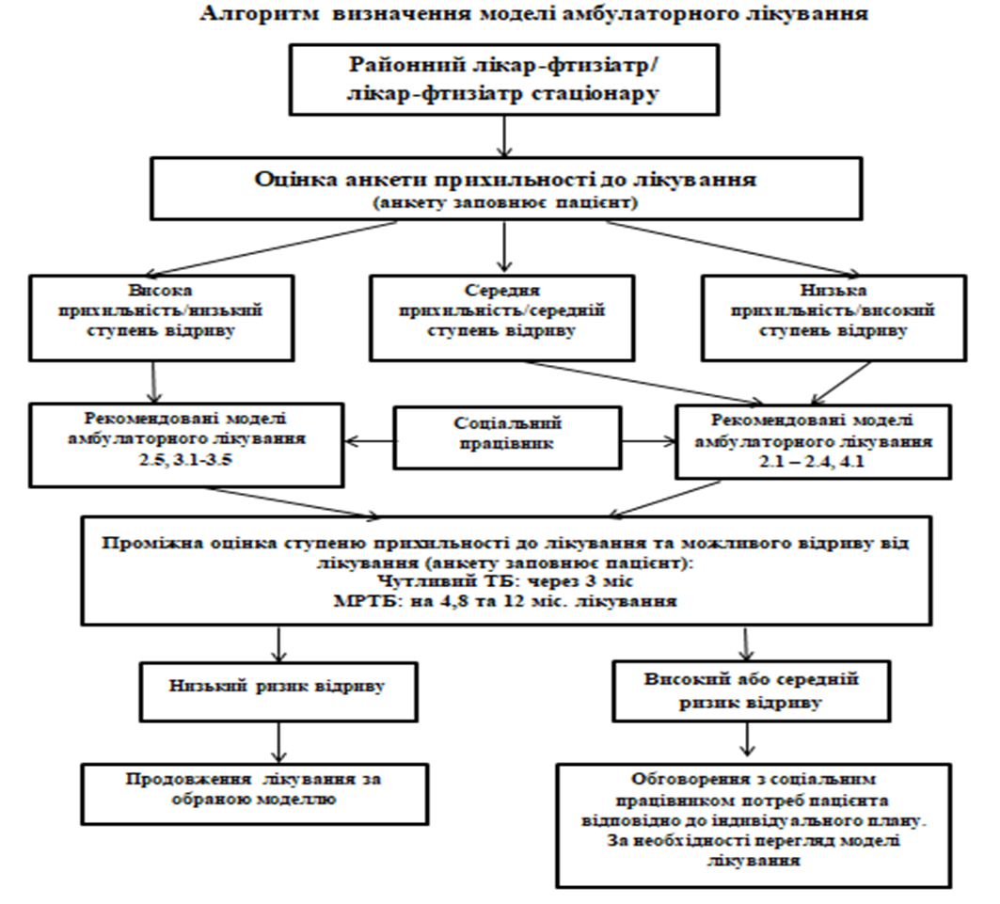 Алгоритм визначення моделі амбулаторного лікування
Районний лікар-фтизіатр/
лікар-фтизіатр стаціонару
Оцінка анкети прихильності до лікування
(анкету заповнює пацієнт)
Висока
прихильність/низький
ступень відриву
Середня
прихильність/середній
ступень відриву
Низька
прихильність/високий
ступень відриву
Рекомендовані моделі
амбулаторного лікування
2.5, 3.1-3.5
Соціальний
працівник
Рекомендовані моделі
амбулаторного лікування
2.1 – 2.4, 4.1
Проміжна оцінка ступеню прихильності до лікування та можливого відриву від
лікування (анкету заповнює пацієнт):
Чутливий ТБ: через 3 міс
МРТБ: на 4,8 та 12 міс. лікування
Низький ризик відриву
Високий або середній
ризик відриву
Продовження лікування за
обраною моделлю
Обговорення з соціальним
працівником потреб пацієнта
відповідно до індивідуального плану.
За необхідності перегляд моделі
лікування